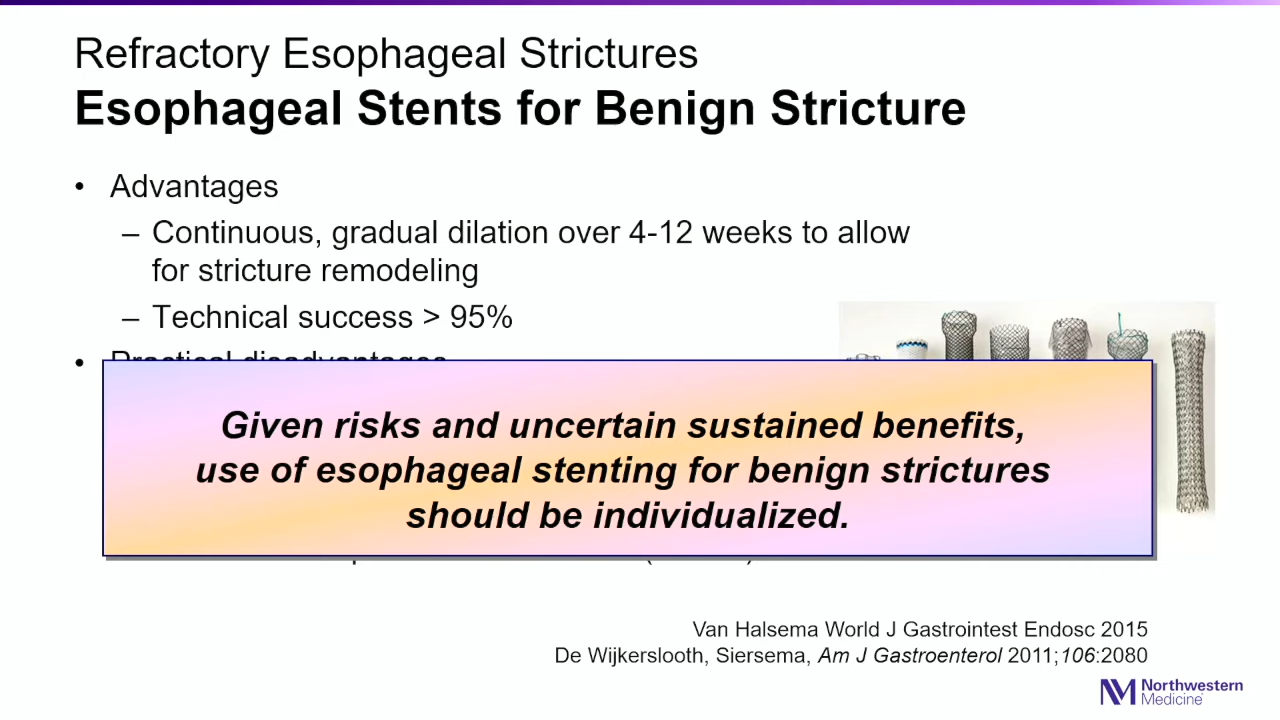 Refractory Esophageal Strictures
Esophageal Stents for Benign Stricture
• Advantages
– Continuous, gradual dilation over 4-12 weeks to allow
for stricture remodeling
– Technical success > 95%
• Practical disadvantages
Given risks and uncertain sustained benefits,
use of esophageal stenting for benign strictures
should be individualized.
Van Halsema World J Gastrointest Endosc 2015
De Wijkerslooth, Siersema, Am J Gastroenterol 2011;106:2080
Northwestern
Medicine